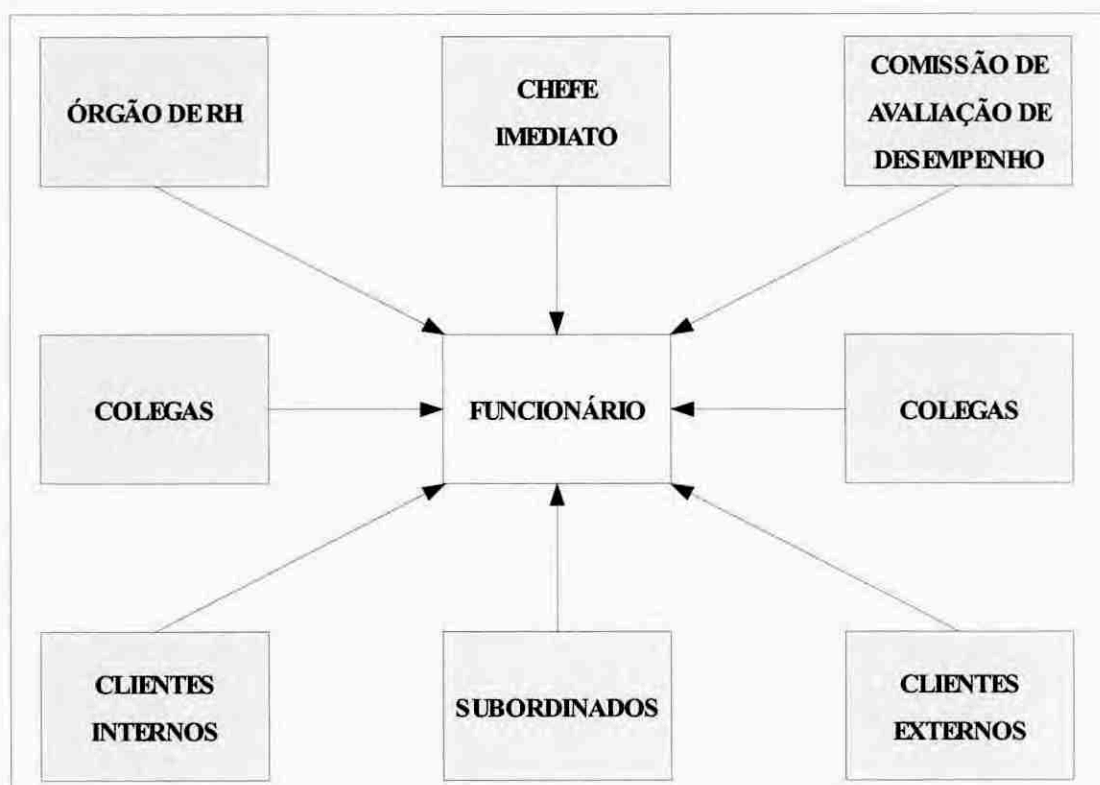 ÓRGÃO DE RH
CHEFE
IMEDIATO
COMISSÃO DE
AVALIAÇÃO DE
DESEMPENHO
COLEGAS
FUNCIONÁRIO
COLEGAS
CLIENTES
INTERNOS
SUBORDINADOS
CLIENTES
EXTERNOS